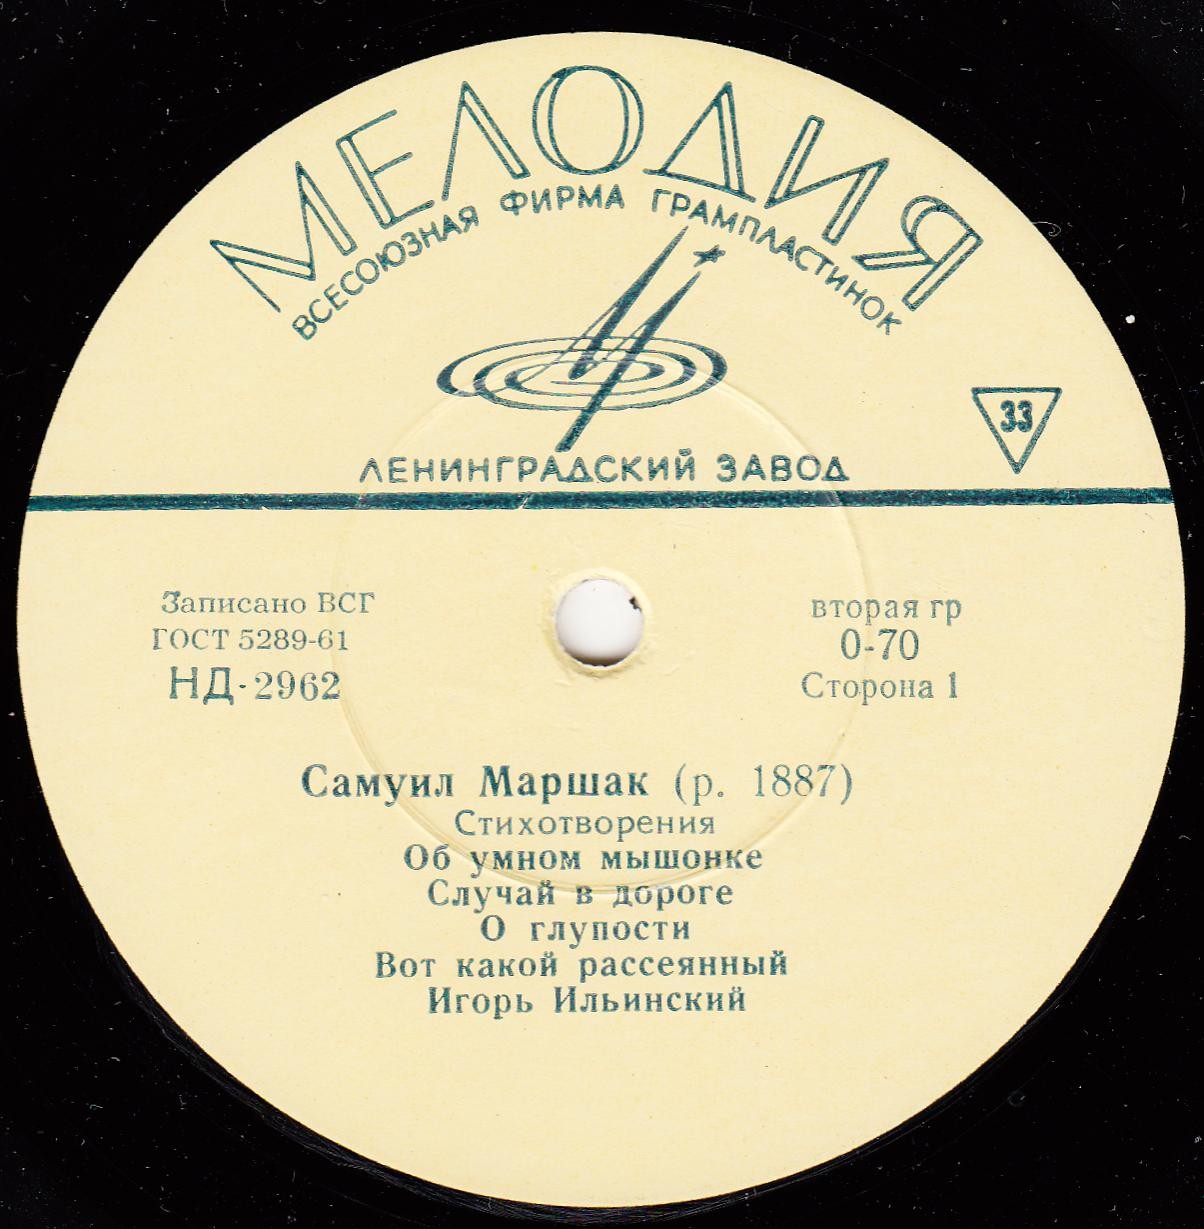 МЕЛОДИЯ
ВСЕСОЮЗНАЯ ФИРМА ГРАМПЛАСТИНОК
33
ЛЕНИНГРАДСКИЙ ЗАВОД
Записано ВСГ
ГОСТ 5289-61
НД-2962
вторая гр
0-70
Сторона 1
Самуил Маршак (р. 1887)
Стихотворения
Об умном мышонке
Случай в дороге
О глупости
Вот какой рассеянный
Игорь Ильинский